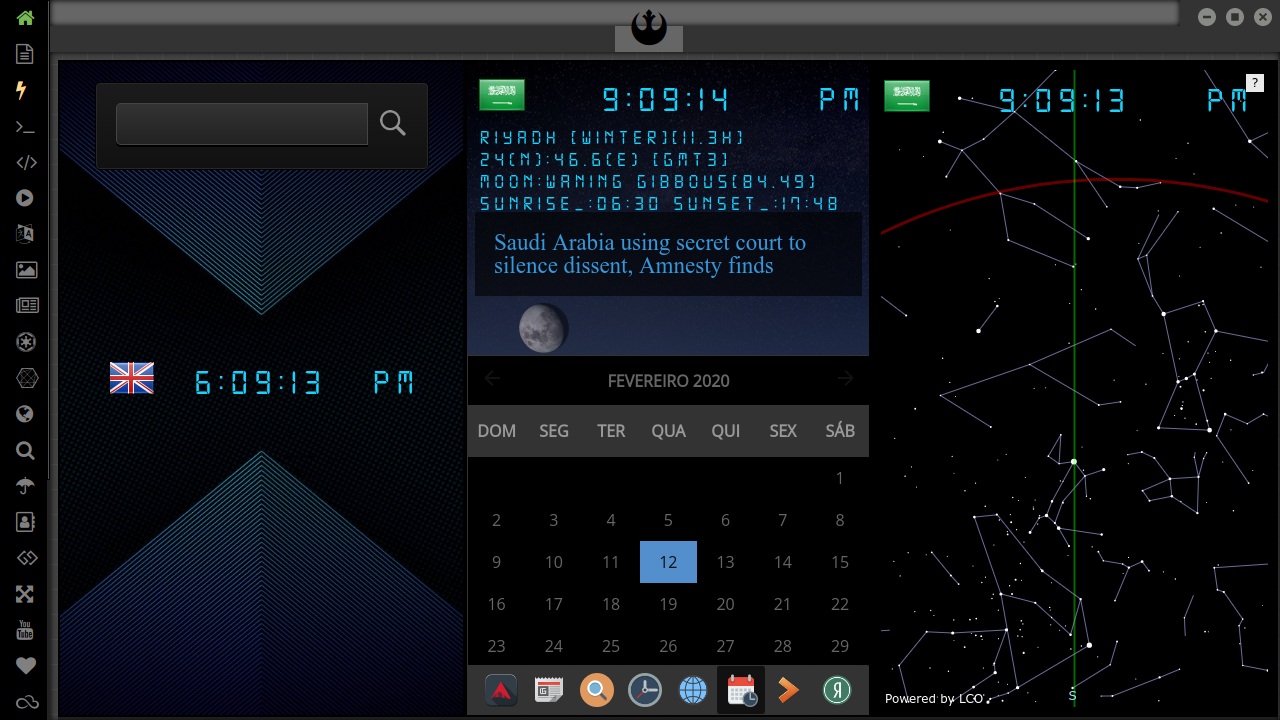 6:09:13 PM
9:09:14 PM
RIYADH (WINTER)(11.3H)
24(N):46.6(E) (GMT3)
MOON:WANING GIBBOUS(84.49)
SUNRISE_:06:30 SUNSET_:17:48
Saudi Arabia using secret court to
silence dissent, Amnesty finds
FEVEREIRO 2020
DOM SEG TER QUA QUI SEX SÁB
1
2 3 4 5 6 7 8
9 10 11 12 13 14 15
16 17 18 19 20 21 22
23 24 25 26 27 28 29
9:09:13 PM
?
S
Powered by LCO
You
Tube
Я